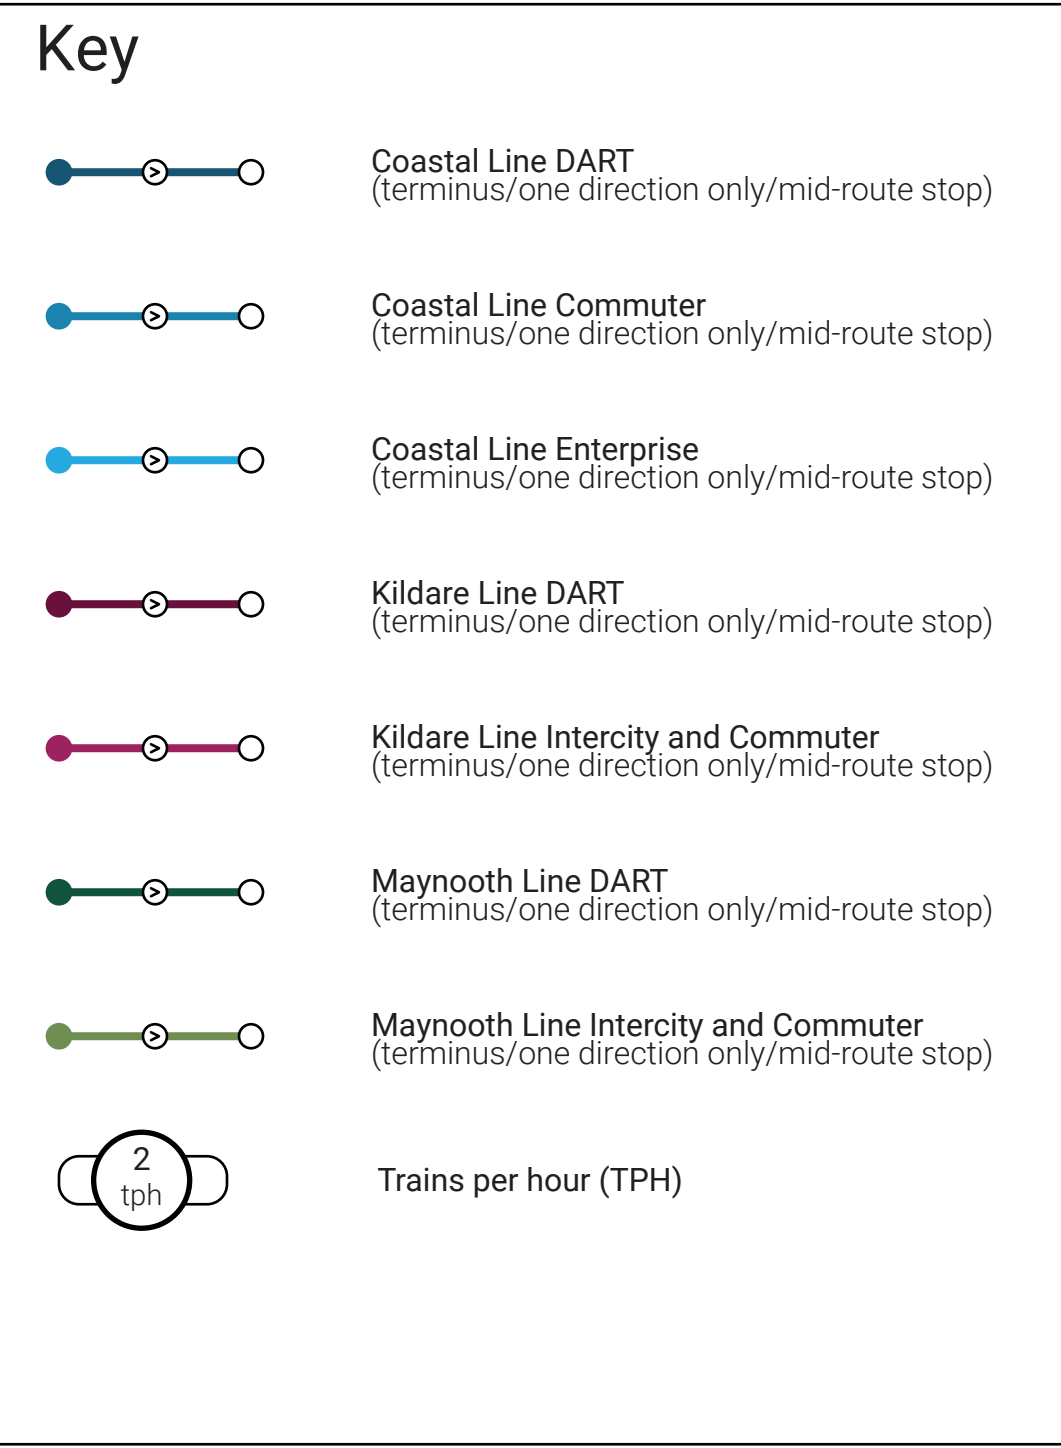 Key
Coastal Line DART
(terminus/one direction only/mid-route stop)
Coastal Line Commuter
(terminus/one direction only/mid-route stop)
Coastal Line Enterprise
(terminus/one direction only/mid-route stop)
Kildare Line DART
(terminus/one direction only/mid-route stop)
Kildare Line Intercity and Commuter
(terminus/one direction only/mid-route stop)
Maynooth Line DART
(terminus/one direction only/mid-route stop)
Maynooth Line Intercity and Commuter
(terminus/one direction only/mid-route stop)
2
tph
Trains per hour (TPH)